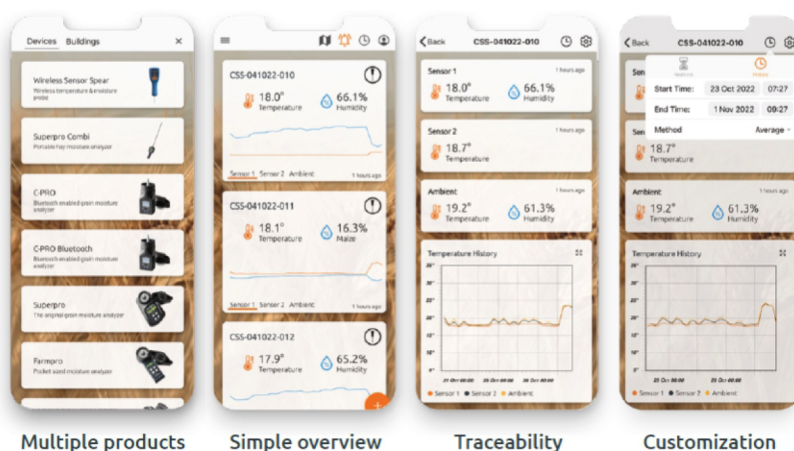 Devices Buildings ×
Wireless Sensor Spear
Wireless temperature & moisture
probe
Superpro Combi
Portable hay moisture analyzer
C-PRO
Bluetooth enabled grain moisture
analyzer
C-PRO Bluetooth
Bluetooth enabled grain moisture
analyzer
Superpro
The original grain moisture analyzer
Farmpro
Pocket sized moisture analyzer
Multiple products
CSS-041022-010
18.0° 66.1%
Temperature Humidity
Sensor 1 Sensor 2 Ambient 1 hours ago
CSS-041022-011
18.1° 16.3%
Temperature Maize
Sensor 1 Sensor 2 Ambient 1 hours ago
CSS-041022-012
17.9° 65.2%
Temperature Humidity
+
Simple overview
Back CSS-041022-010
Sensor 1 1 hours ago
18.0° 66.1%
Temperature Humidity
Sensor 2 1 hours ago
18.7°
Temperature
Ambient 1 hours ago
19.2° 61.3%
Temperature Humidity
Temperature History
Sensor 1 Sensor 2 Ambient
Traceability
Back CSS-041022-010
Sen
History
Start Time: 23 Oct 2022 07:27
End Time: 1 Nov 2022 09:27
Sen
Method Average
18.7°
Temperature
Ambient 1 hours ago
19.2° 61.3%
Temperature Humidity
Temperature History
Sensor 1 Sensor 2 Ambient
Customization